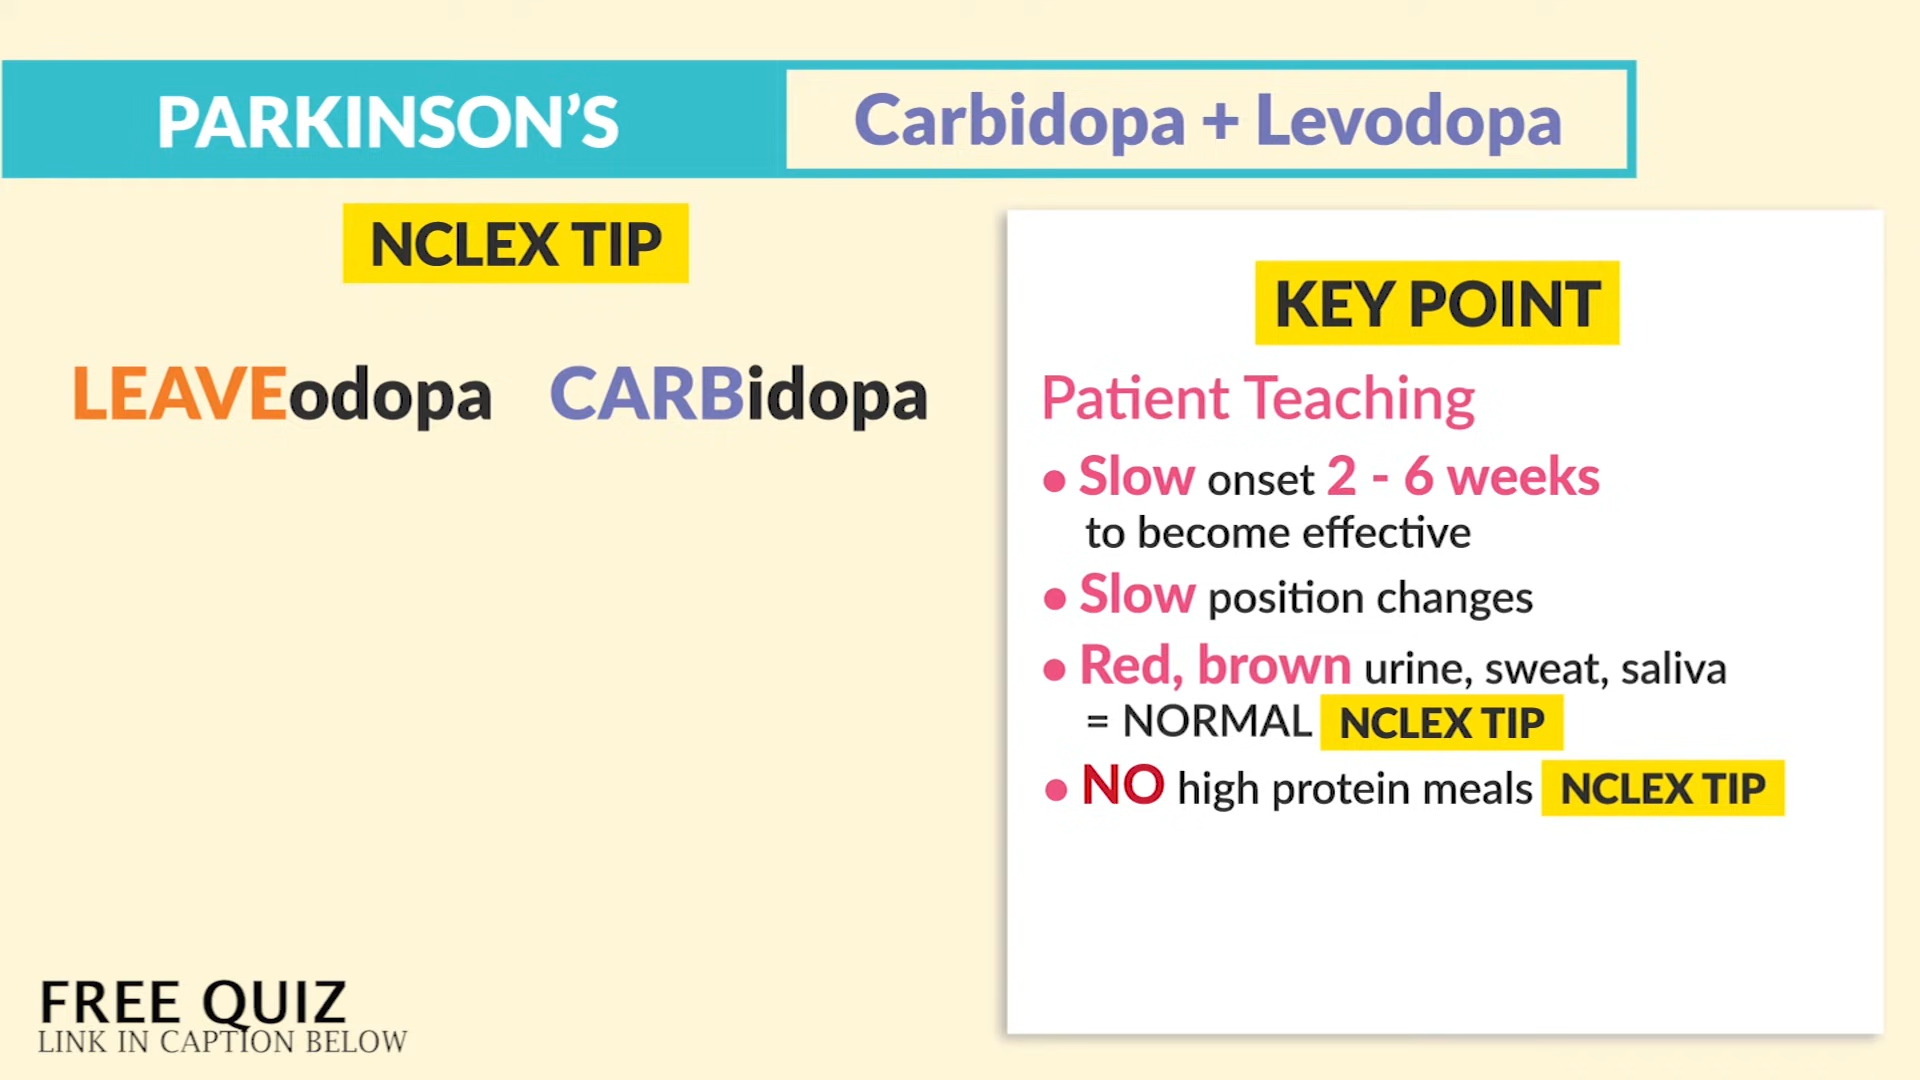 PARKINSON’S
Carbidopa + Levodopa
NCLEX TIP
LEAVEodopa CARBidopa
KEY POINT
Patient Teaching
• Slow onset 2 - 6 weeks
to become effective
• Slow position changes
• Red, brown urine, sweat, saliva
= NORMAL NCLEX TIP
• NO high protein meals NCLEX TIP
FREE QUIZ
LINK IN CAPTION BELOW